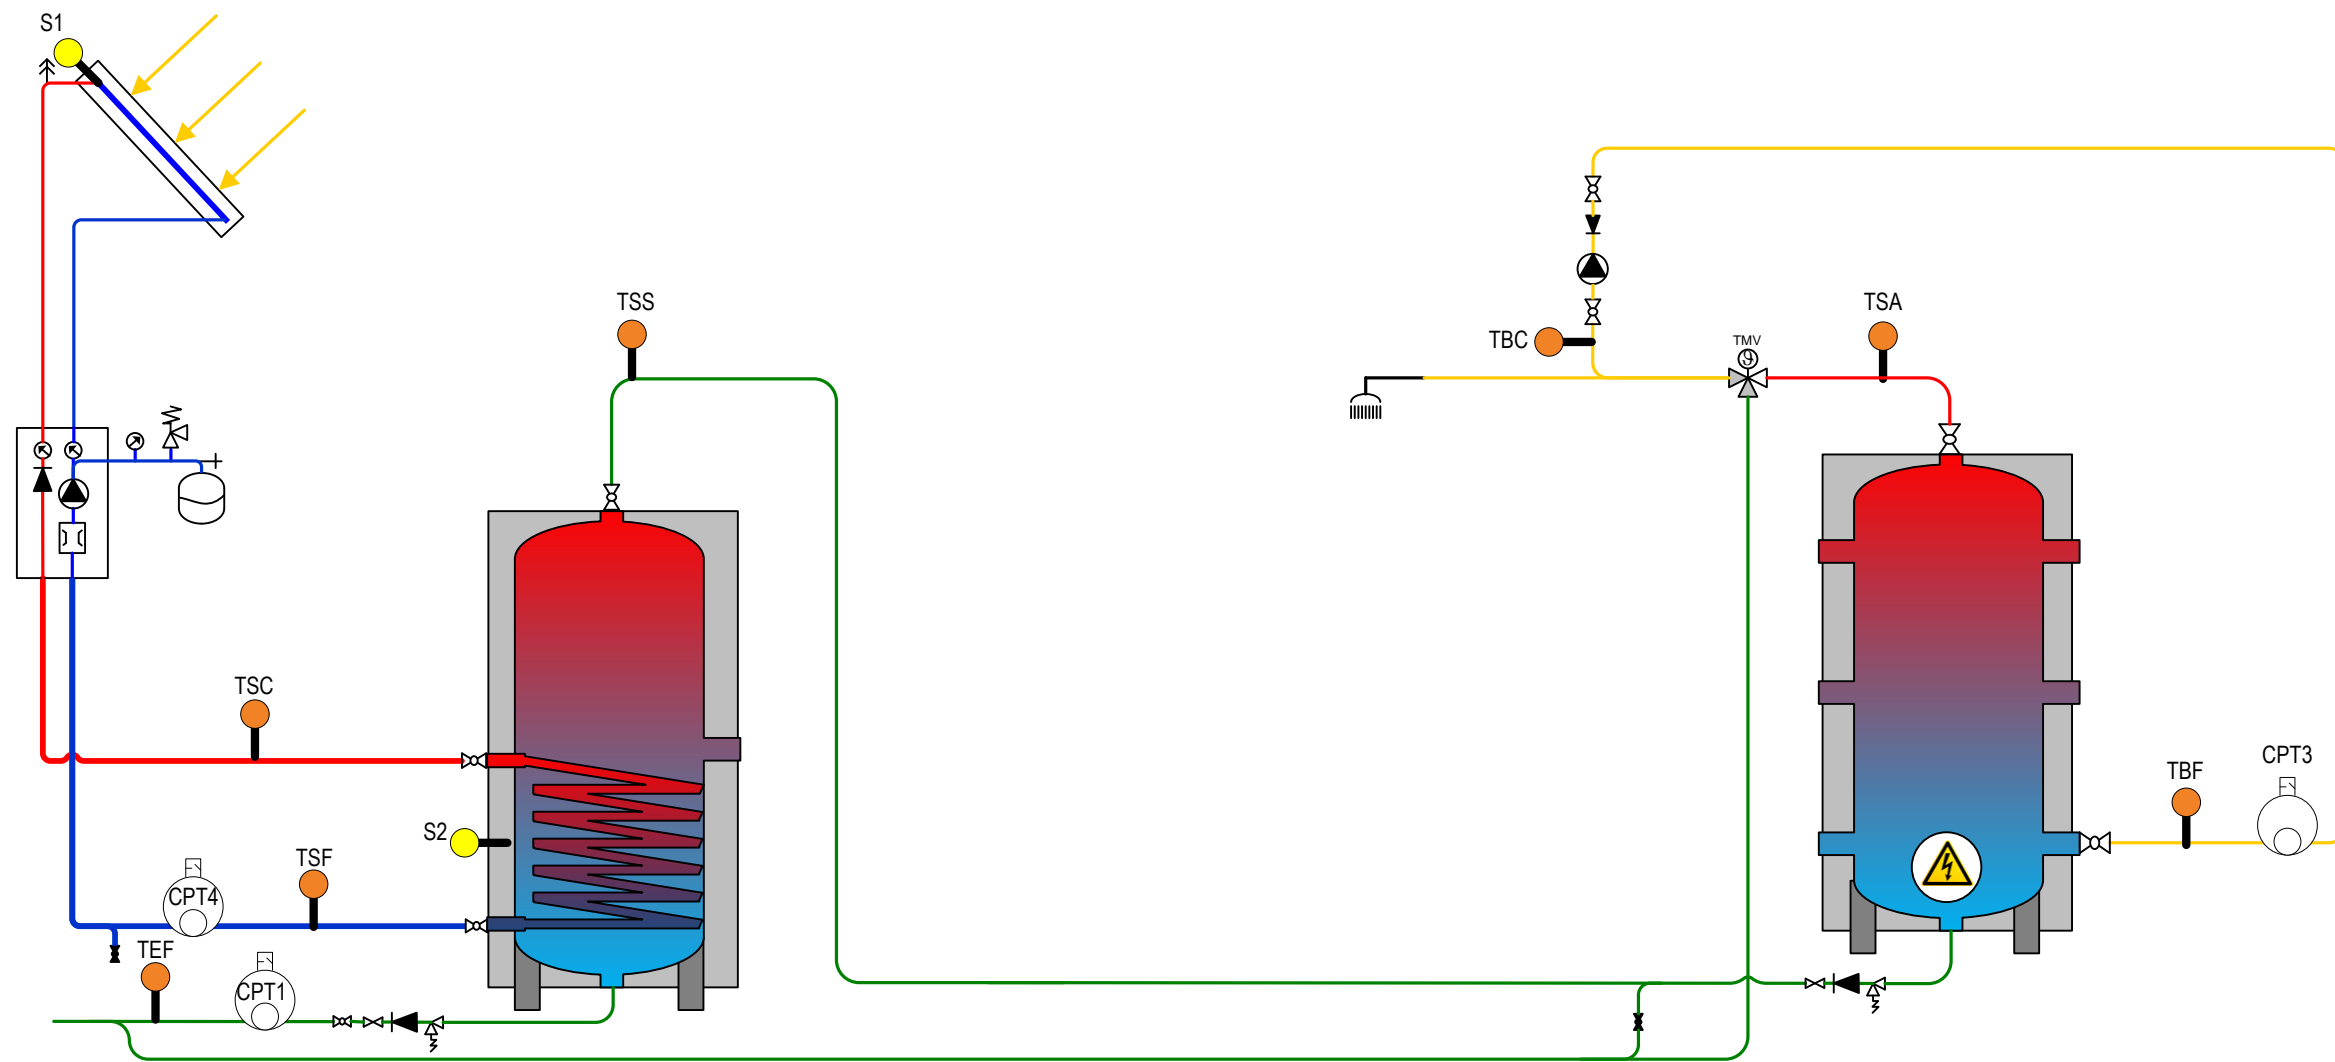 S1
TSS
TSA
TBC
TMV
TSC
CPT3
TBF
S2
TSF
CPT4
TEF
CPT1